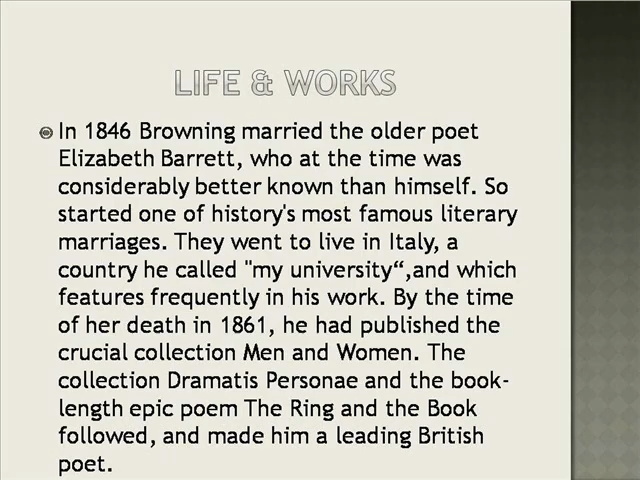 LIFE & WORKS
In 1846 Browning married the older poet
Elizabeth Barrett, who at the time was
considerably better known than himself. So
started one of history's most famous literary
marriages. They went to live in Italy, a
country he called "my university“,and which
features frequently in his work. By the time
of her death in 1861, he had published the
crucial collection Men and Women. The
collection Dramatis Personae and the book-
length epic poem The Ring and the Book
followed, and made him a leading British
poet.